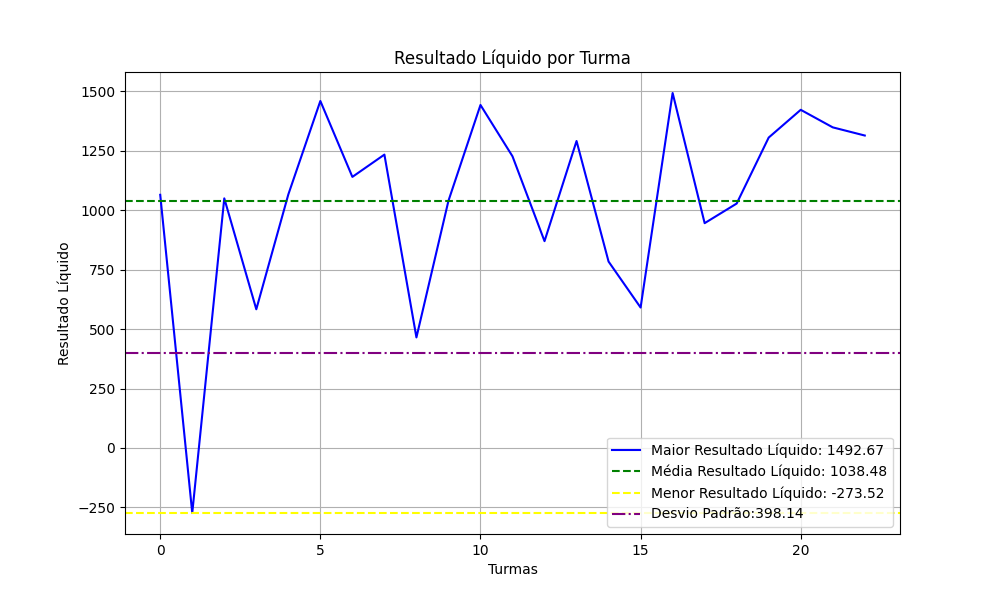 Resultado Líquido por Turma
Resultado Líquido
1500
1250
1000
750
500
250
0
−250
Maior Resultado Líquido: 1492.67
Média Resultado Líquido: 1038.48
Menor Resultado Líquido: -273.52
Desvio Padrão:398.14
0 5 10 15 20
Turmas